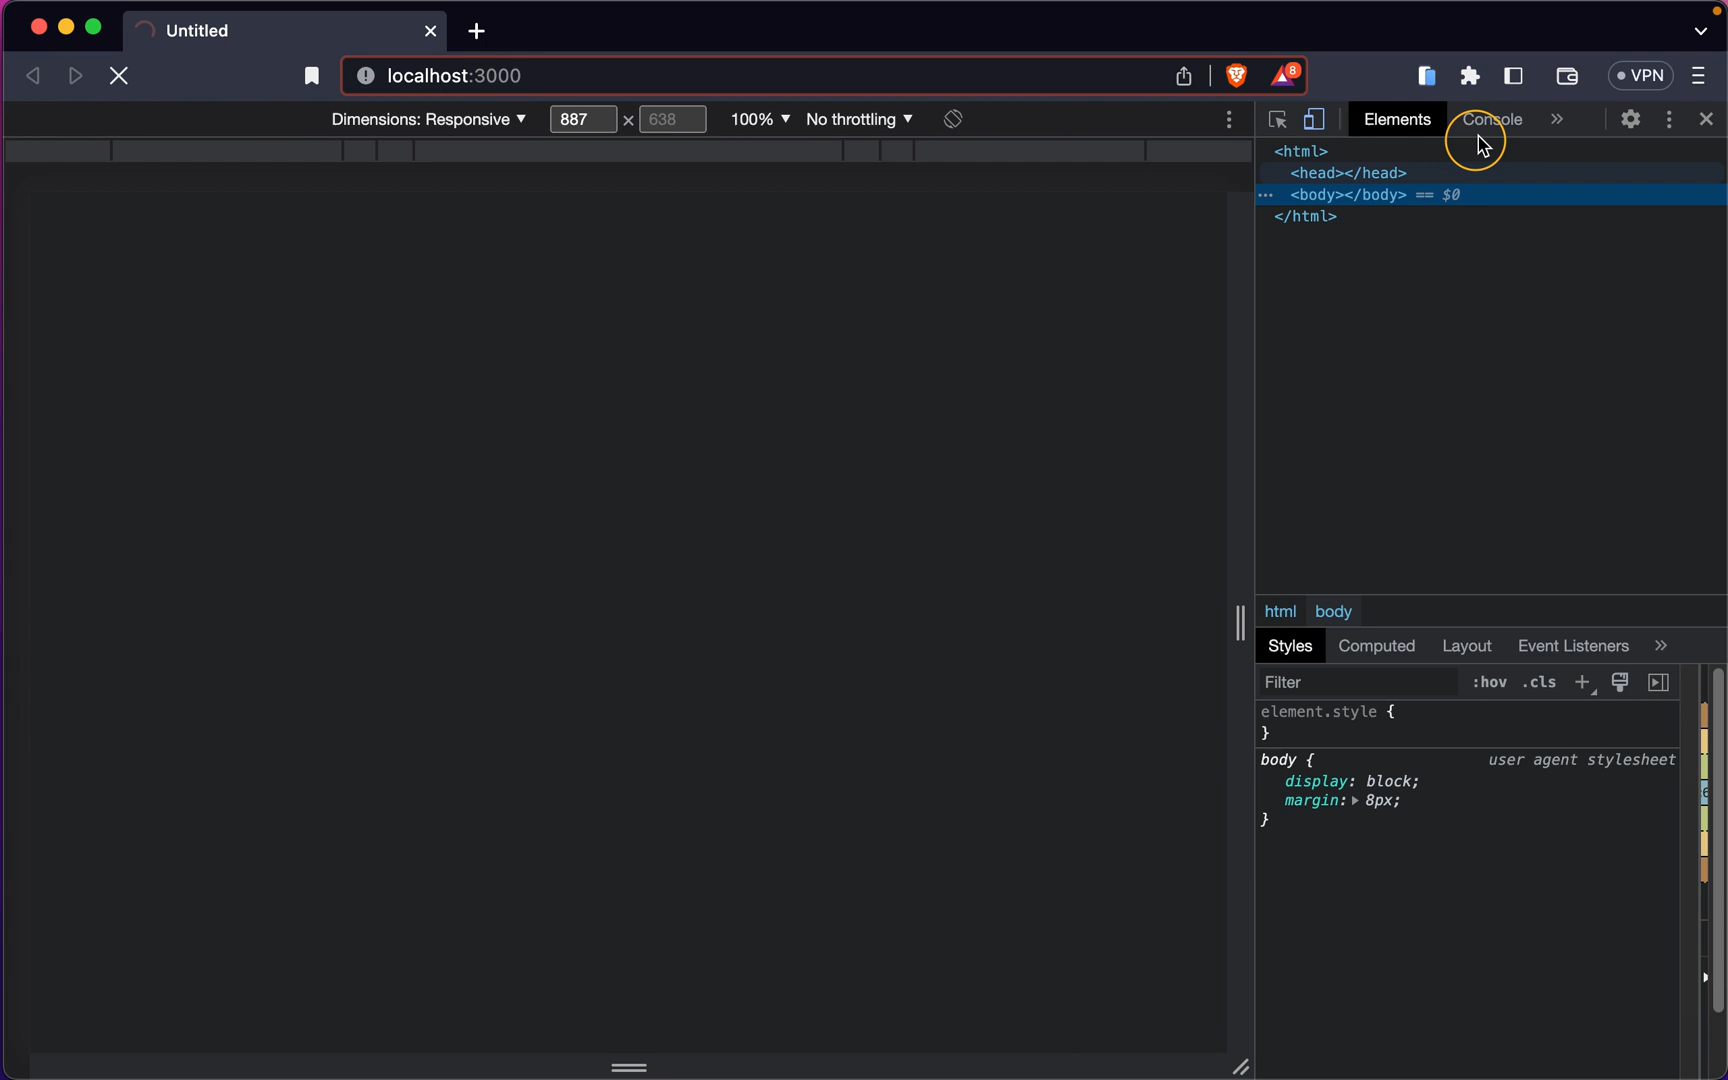 Untitled
localhost:3000
8
VPN
Dimensions: Responsive
887
638
100%
No throttling
Elements
Console
<html>
<head></head>
<body></body> == $0
</html>
html
body
Styles
Computed
Layout
Event Listeners
Filter
:hov
.cls
element.style {
}
body {
user agent stylesheet
display: block;
margin: 8px;
}